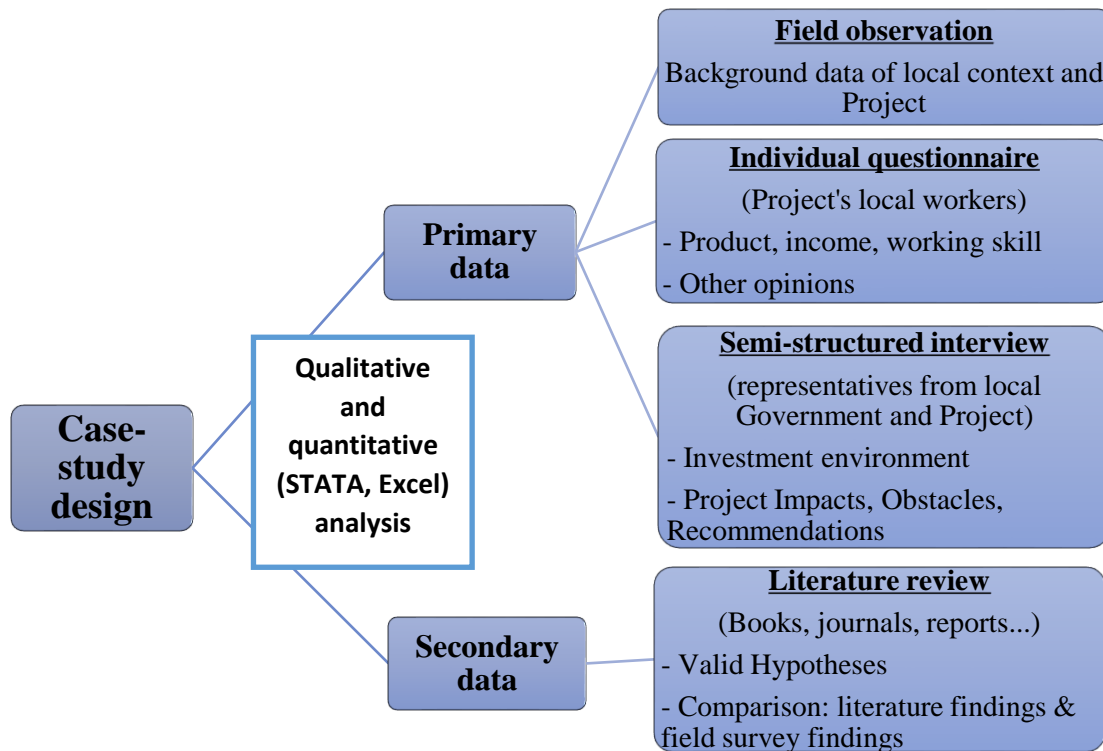 Case-
study
design
Qualitative
and
quantitative
(STATA, Excel)
analysis
Primary
data
Secondary
data
Field observation
Background data of local context and
Project
Individual questionnaire
(Project's local workers)
- Product, income, working skill
- Other opinions
Semi-structured interview
(representatives from local
Government and Project)
- Investment environment
- Project Impacts, Obstacles,
Recommendations
Literature review
(Books, journals, reports...)
- Valid Hypotheses
- Comparison: literature findings &
field survey findings